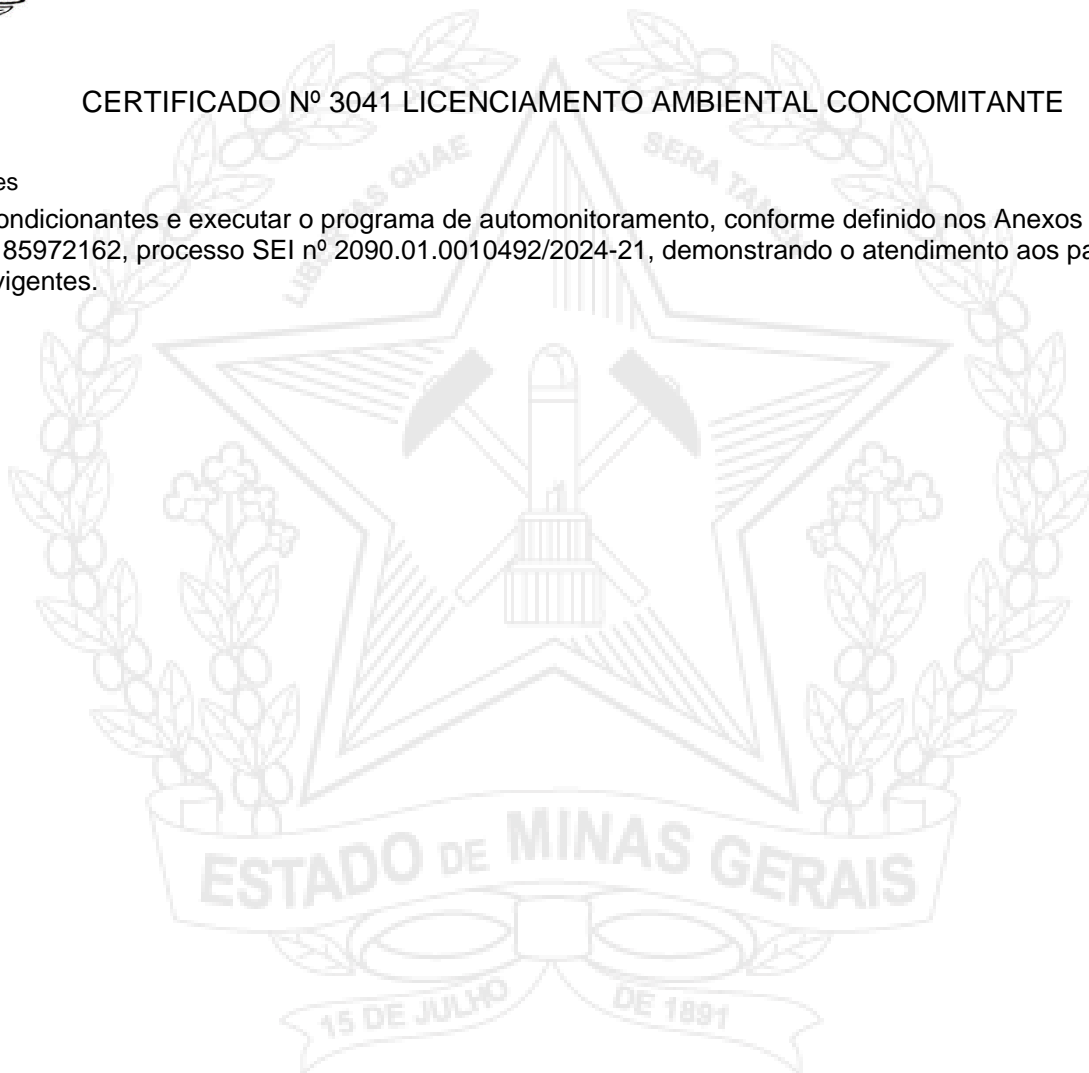 CERTIFICADO Nº 3041 LICENCIAMENTO AMBIENTAL CONCOMITANTE
LIBERTAS QUAE SERA TAMEN
es
ondicionantes e executar o programa de automonitoramento, conforme definido nos Anexos
85972162, processo SEI nº 2090.01.0010492/2024-21, demonstrando o atendimento aos pa
vigentes.
ESTADO DE MINAS GERAIS
15 DE JULHO DE 1891